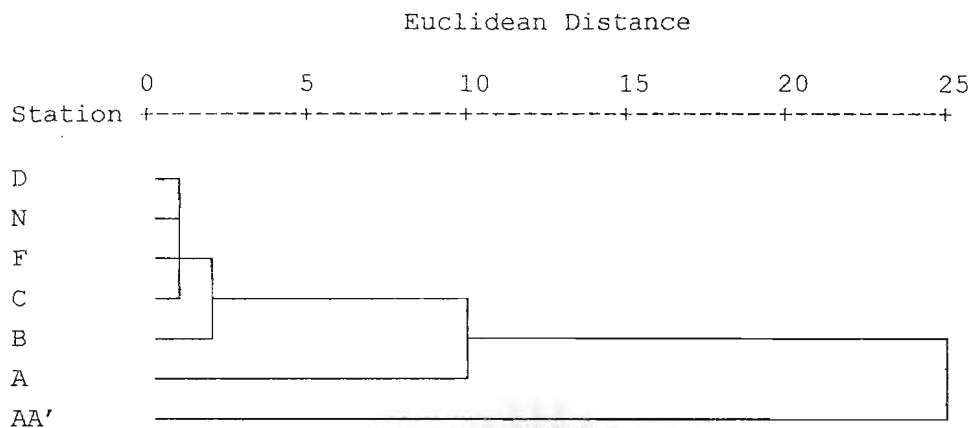 Euclidean Distance
0 5 10 15 20 25
Station +---------+---------+---------+---------+---------+
D
N
F
C
B
A
AA'